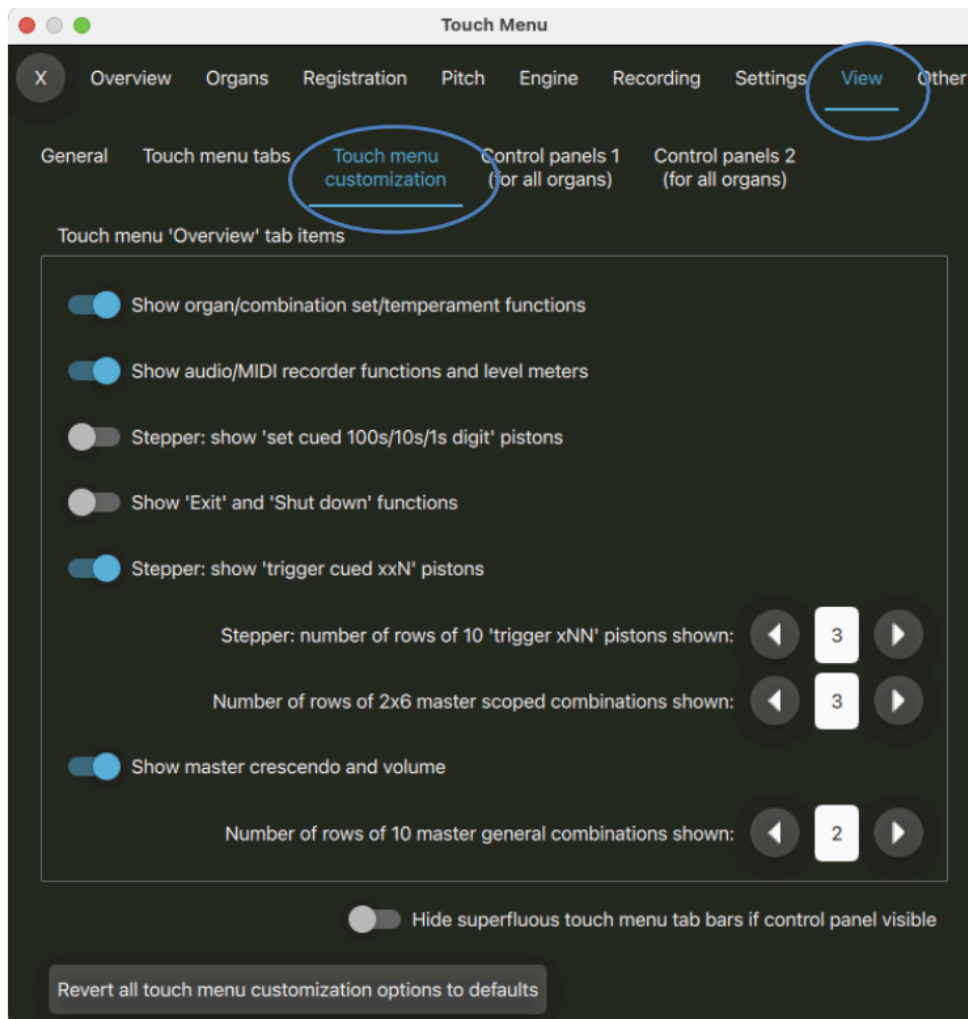 Touch Menu
X Overview Organs Registration Pitch Engine Recording Settings View Other
General Touch menu tabs Touch menu customization Control panels 1 (for all organs) Control panels 2 (for all organs)
Touch menu 'Overview' tab items
Show organ/combination set/temperament functions
Show audio/MIDI recorder functions and level meters
Stepper: show 'set cued 100s/10s/1s digit' pistons
Show 'Exit' and 'Shut down' functions
Stepper: show 'trigger cued xxN' pistons
Stepper: number of rows of 10 'trigger xNN' pistons shown: 3
Number of rows of 2x6 master scoped combinations shown: 3
Show master crescendo and volume
Number of rows of 10 master general combinations shown: 2
Hide superfluous touch menu tab bars if control panel visible
Revert all touch menu customization options to defaults